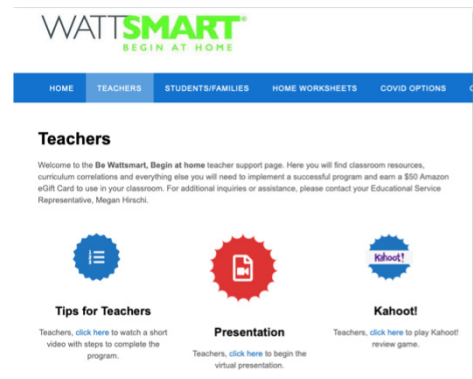 WATTSMART®
BEGIN AT HOME
HOME TEACHERS STUDENTS/FAMILIES HOME WORKSHEETS COVID OPTIONS
Teachers
Welcome to the Be Wattsmart, Begin at home teacher support page. Here you will find classroom resources,
curriculum correlations and everything else you will need to implement a successful program and earn a $50 Amazon
eGift Card to use in your classroom. For additional inquiries or assistance, please contact your Educational Service
Representative, Megan Hirschi.
Kahoot!
Tips for Teachers
Teachers, click here to watch a short
video with steps to complete the
program.
Presentation
Teachers, click here to begin the
virtual presentation.
Kahoot!
Teachers, click here to play Kahoot!
review game.